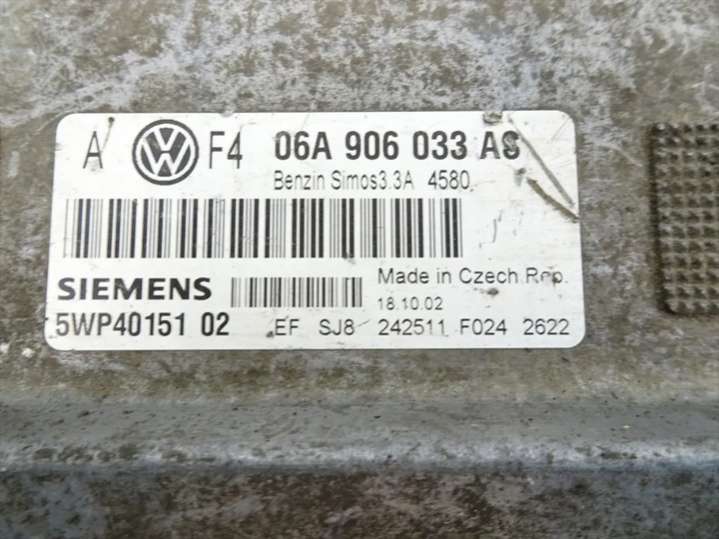 A VW F4 06A 906 033 AS
Benzin Simos3.3A 4580
SIEMENS Made in Czech Rep.
18.10.02
5WP40151 02 EF SJ8 242511 F024 2622